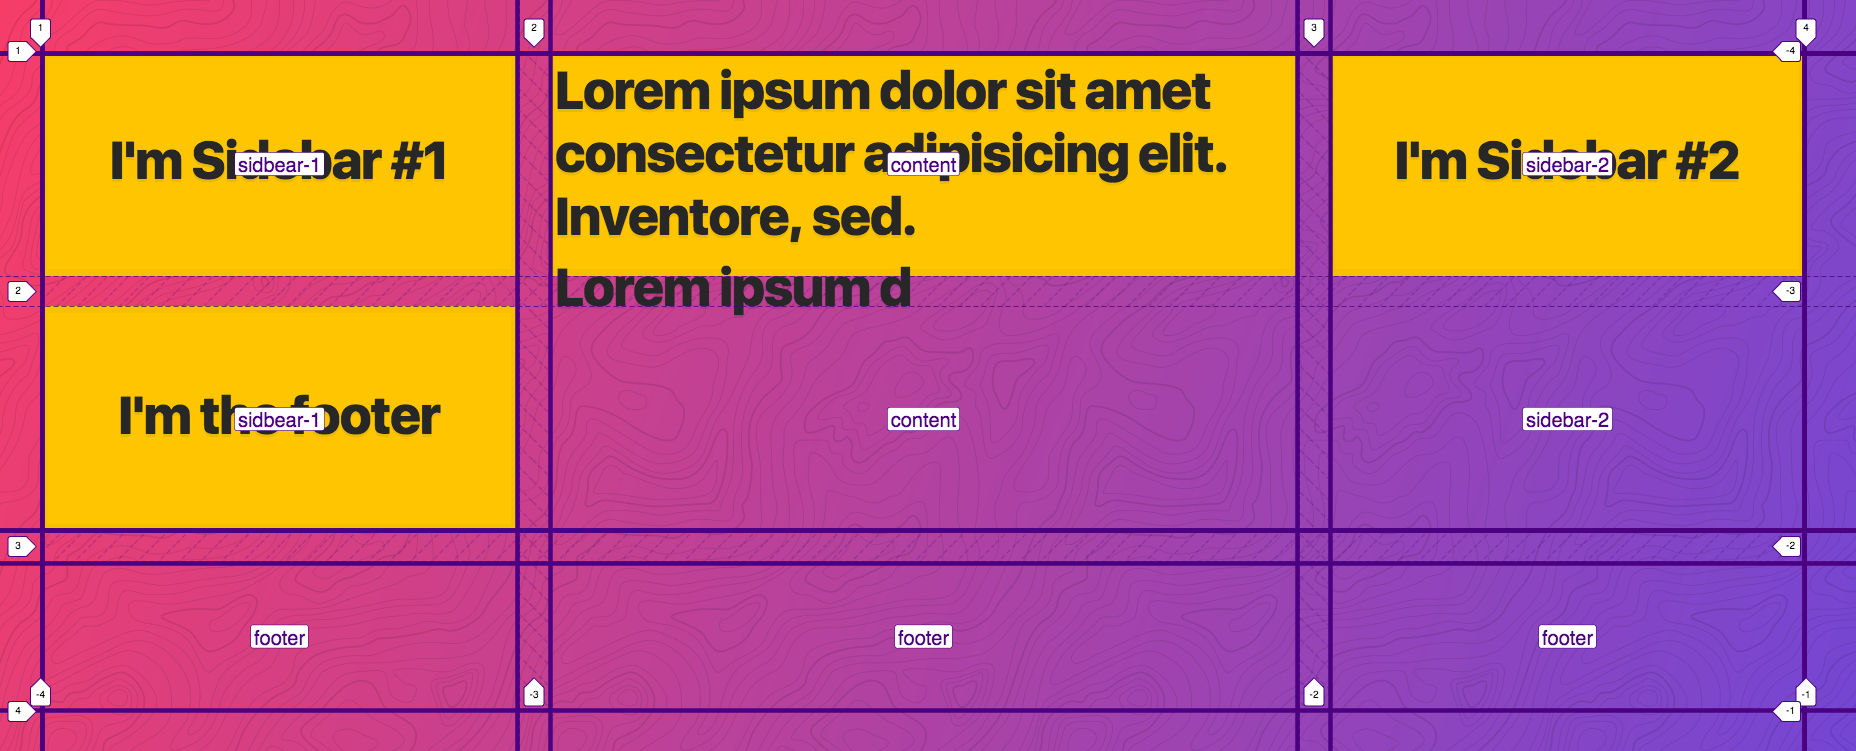 1
2
3
4
1
-4
Lorem ipsum dolor sit amet
I'm Sidebar #1
sidbear-1
consectetur adipisicing elit.
content
I'm Sidebar #2
sidebar-2
Inventore, sed.
Lorem ipsum d
2
-3
I'm the footer
sidbear-1
content
sidebar-2
3
-2
footer
footer
footer
-4
-3
-2
-1
4
-1